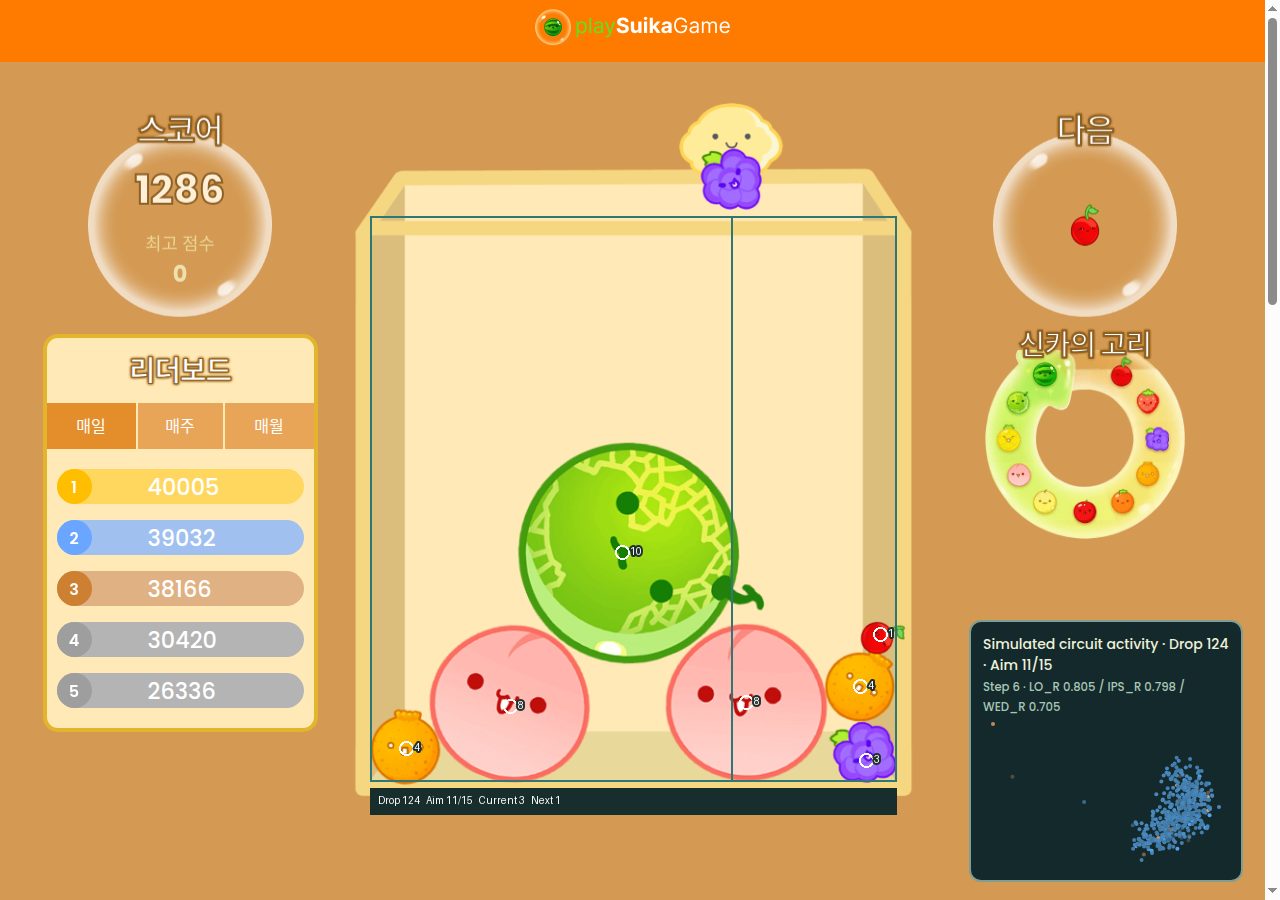 playSuikaGame
스코어
1286
최고 점수
0
다음
리더보드
매일 매주 매월
1 40005
2 39032
3 38166
4 30420
5 26336
신카의 고리
10
8
8
4
4
1
3
Drop 124 Aim 11/15 Current 3 Next 1
Simulated circuit activity · Drop 124
· Aim 11/15
Step 6 · LO_R 0.805 / IPS_R 0.798 /
WED_R 0.705